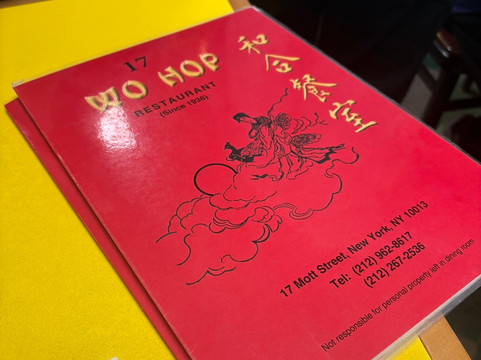 17
WO HOP
RESTAURANT
(Since 1938)
和合餐室
17 Mott Street, New York, NY 10013
Tel: (212) 962-8617
(212) 267-2536
Not responsible for personal property left in dining room